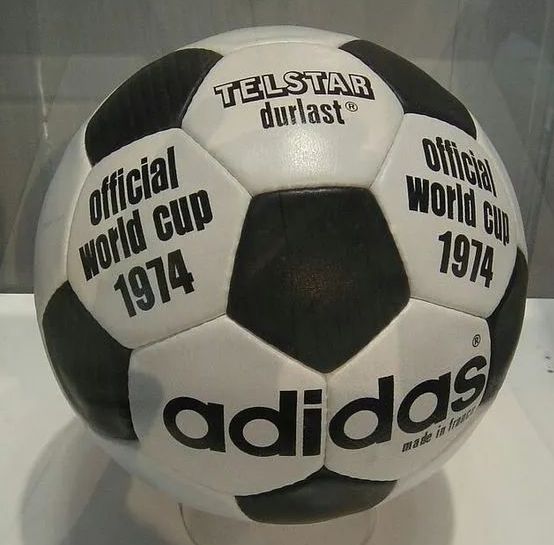 TELSTAR
durlast®
official
world cup
1974
official
world cup
1974
adidas®
made in france